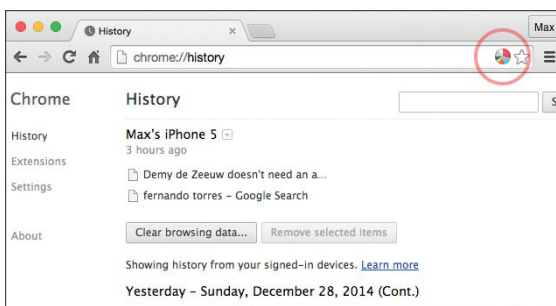 History
Max
chrome://history
Chrome
History
S
History
Max's iPhone 5
3 hours ago
Extensions
Demy de Zeeuw doesn't need an a...
Settings
fernando torres – Google Search
About
Clear browsing data... Remove selected items
Showing history from your signed-in devices. Learn more
Yesterday – Sunday, December 28, 2014 (Cont.)